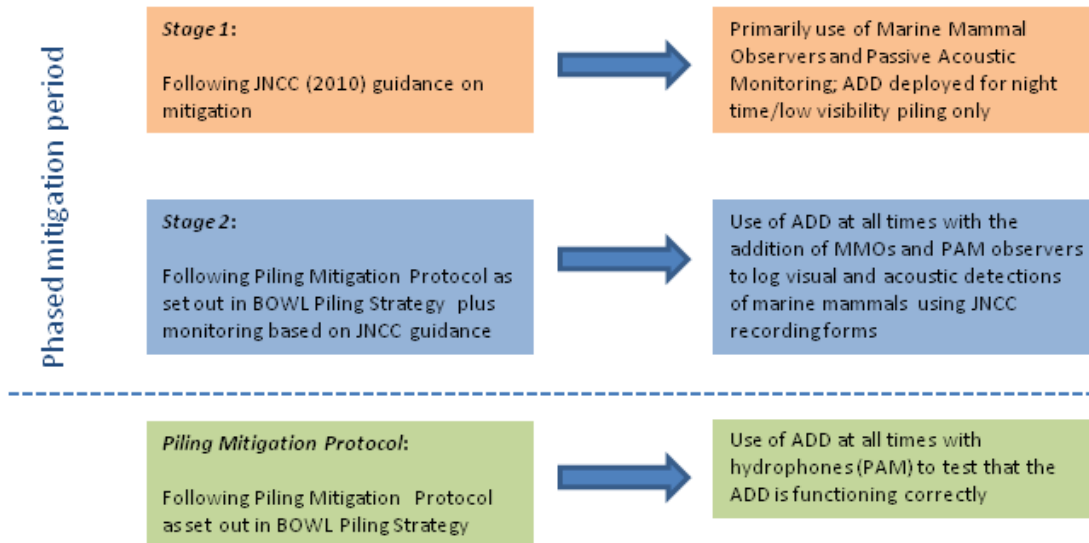 Phased mitigation period
Stage 1:
Following JNCC (2010) guidance on
mitigation
Primarily use of Marine Mammal
Observers and Passive Acoustic
Monitoring; ADD deployed for night
time/low visibility piling only
Stage 2:
Following Piling Mitigation Protocol as
set out in BOWL Piling Strategy plus
monitoring based on JNCC guidance
Use of ADD at all times with the
addition of MMOs and PAM observers
to log visual and acoustic detections
of marine mammals using JNCC
recording forms
Piling Mitigation Protocol:
Following Piling Mitigation Protocol
as set out in BOWL Piling Strategy
Use of ADD at all times with
hydrophones (PAM) to test that the
ADD is functioning correctly